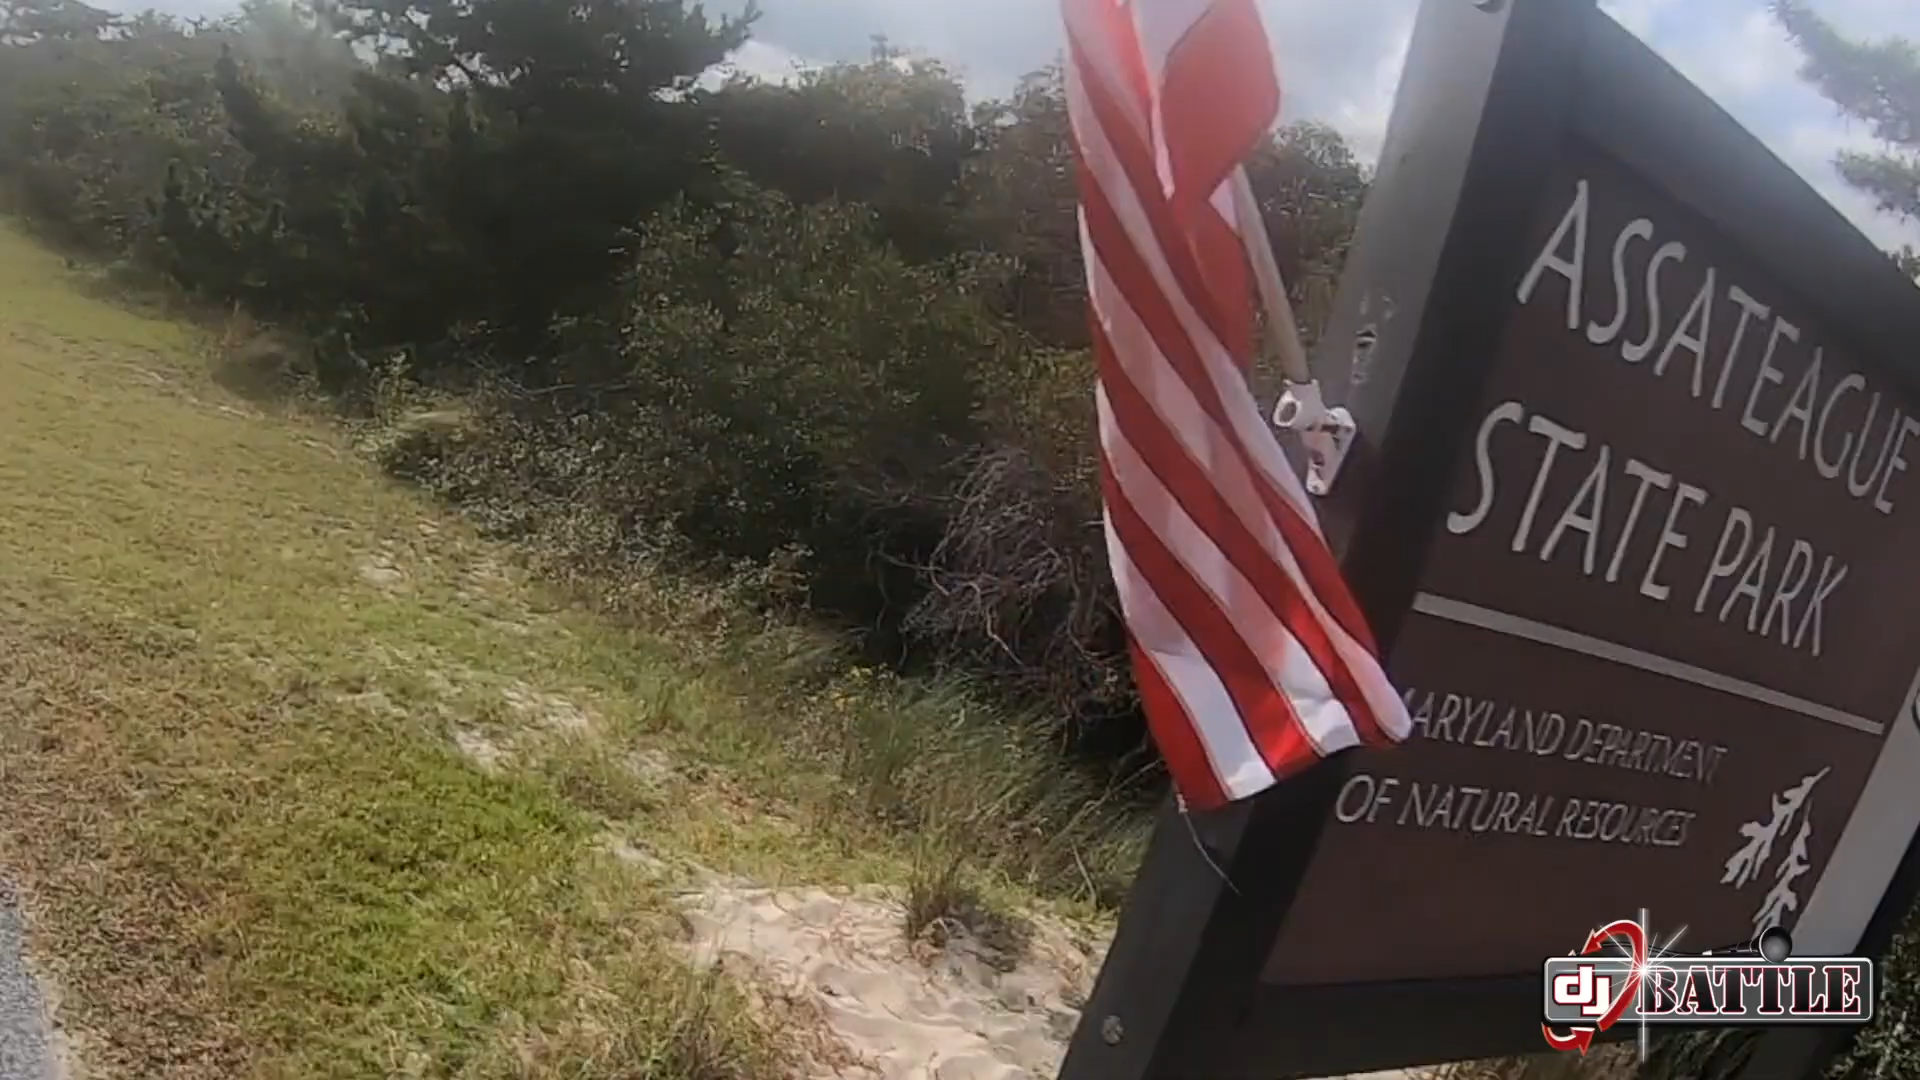 ASSATEAGUE
STATE PARK
MARYLAND DEPARTMENT
OF NATURAL RESOURCES
dj BATTLE